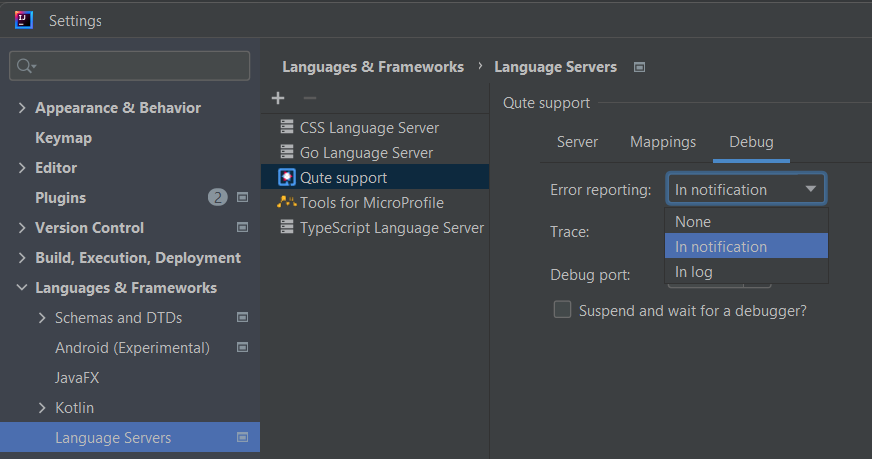 IJ
Settings
Appearance & Behavior
Keymap
Editor
Plugins 2
Version Control
Build, Execution, Deployment
Languages & Frameworks
Schemas and DTDs
Android (Experimental)
JavaFX
Kotlin
Language Servers
Languages & Frameworks › Language Servers
CSS Language Server
Go Language Server
Qute support
Tools for MicroProfile
TypeScript Language Server
Qute support
Server Mappings Debug
Error reporting: In notification
None
In notification
In log
Trace:
Debug port:
Suspend and wait for a debugger?